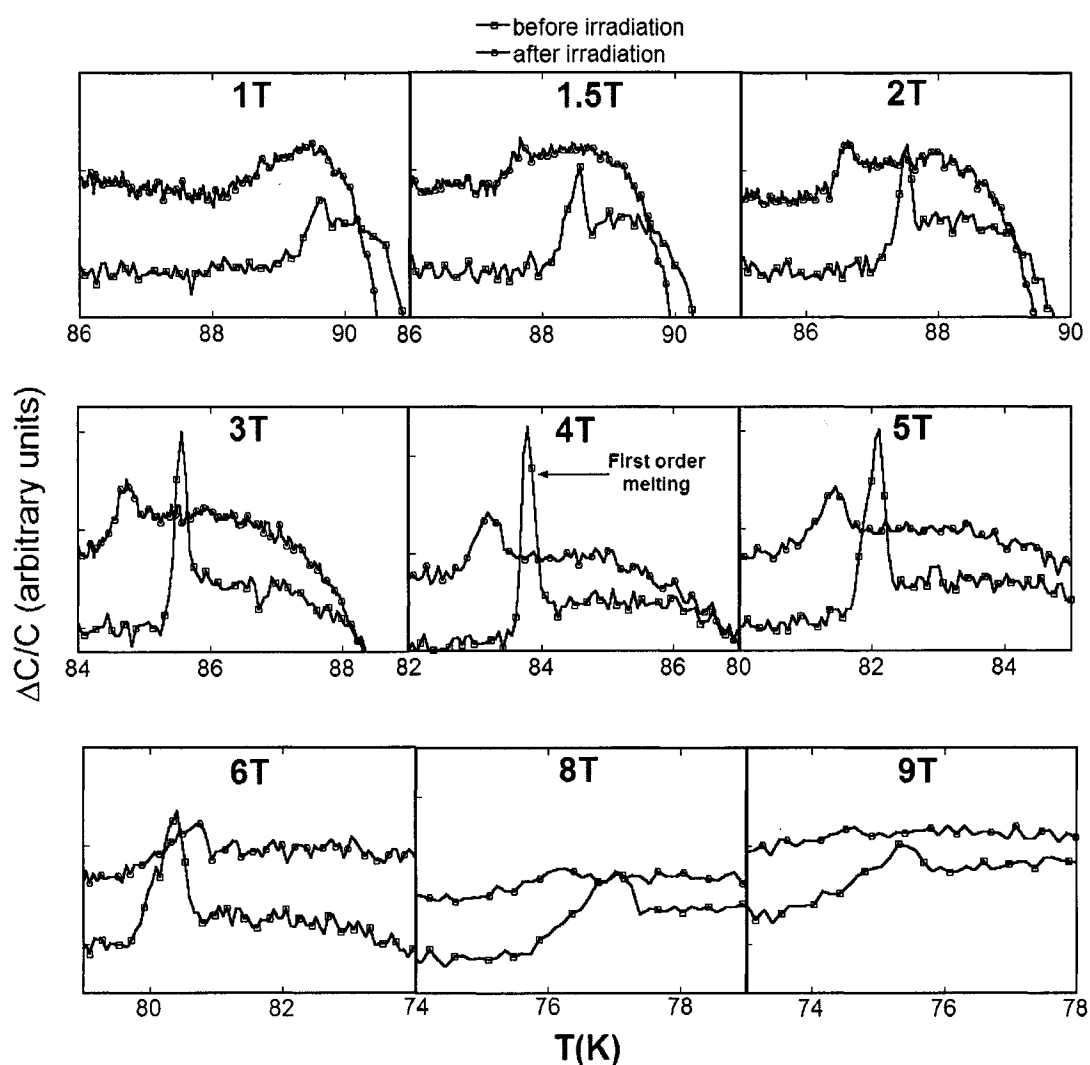 before irradiation
after irradiation
1T 1.5T 2T
86 88 90 86 88 90 86 88 90
ΔC/C (arbitrary units)
3T 4T 5T
First order
melting
84 86 88 82 84 86 80 82 84
6T 8T 9T
80 82 74 76 78 74 76 78
T(K)